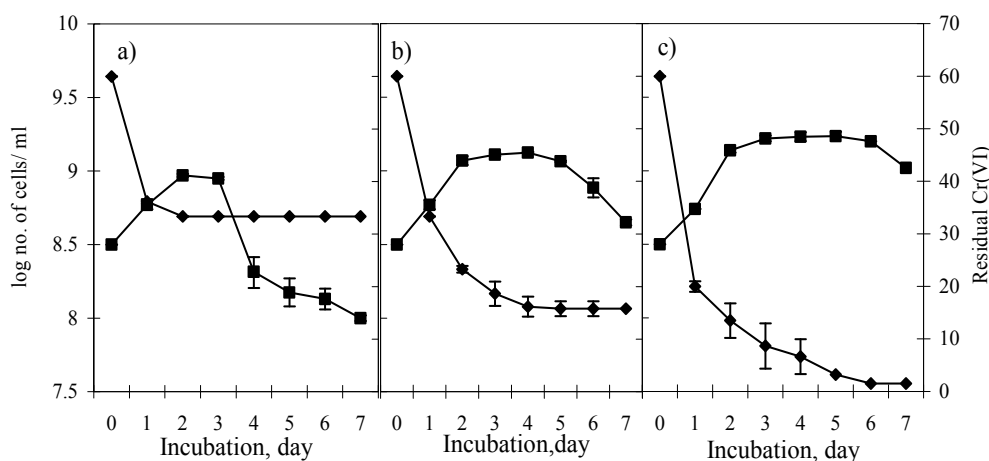 a)
b)
c)
10
9.5
9
8.5
8
7.5
log no. of cells/ ml
70
60
50
40
30
20
10
0
Residual Cr(VI)
0 1 2 3 4 5 6 7
0 1 2 3 4 5 6 7
0 1 2 3 4 5 6 7
Incubation, day
Incubation,day
Incubation, day